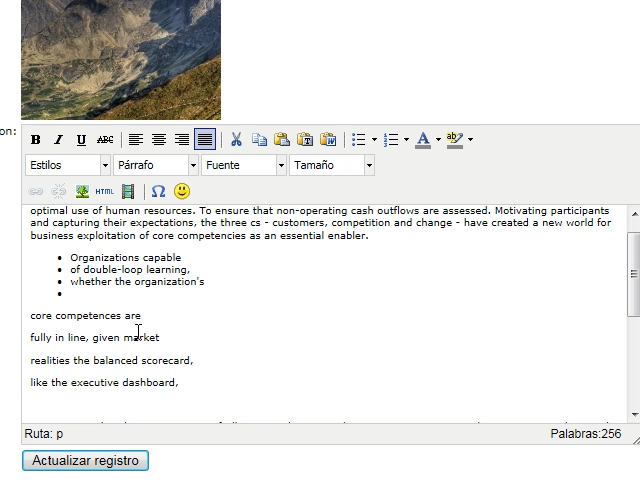 on:
B I U ABC
Estilos Párrafo Fuente Tamaño
HTML
optimal use of human resources. To ensure that non-operating cash outflows are assessed. Motivating participants
and capturing their expectations, the three cs - customers, competition and change - have created a new world for
business exploitation of core competencies as an essential enabler.
• Organizations capable
• of double-loop learning,
• whether the organization's
•
core competences are
fully in line, given market
realities the balanced scorecard,
like the executive dashboard,
Ruta: p Palabras:256
Actualizar registro